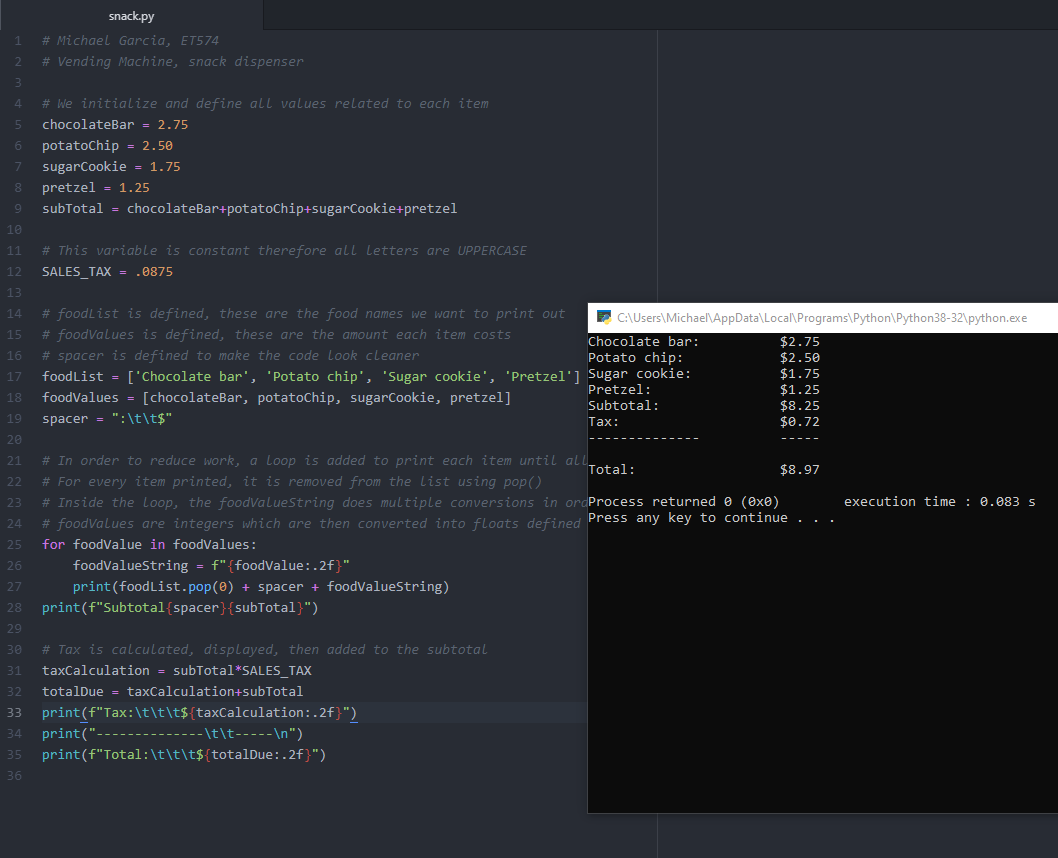 snack.py
1 # Michael Garcia, ET574
2 # Vending Machine, snack dispenser
3
4 # We initialize and define all values related to each item
5 chocolateBar = 2.75
6 potatoChip = 2.50
7 sugarCookie = 1.75
8 pretzel = 1.25
9 subTotal = chocolateBar+potatoChip+sugarCookie+pretzel
10
11 # This variable is constant therefore all letters are UPPERCASE
12 SALES_TAX = .0875
13
14 # foodList is defined, these are the food names we want to print out
15 # foodValues is defined, these are the amount each item costs
16 # spacer is defined to make the code look cleaner
17 foodList = ['Chocolate bar', 'Potato chip', 'Sugar cookie', 'Pretzel']
18 foodValues = [chocolateBar, potatoChip, sugarCookie, pretzel]
19 spacer = ":\t\t$"
20
21 # In order to reduce work, a loop is added to print each item until all
22 # For every item printed, it is removed from the list using pop()
23 # Inside the loop, the foodValueString does multiple conversions in ord
24 # foodValues are integers which are then converted into floats defined
25 for foodValue in foodValues:
26     foodValueString = f"{foodValue:.2f}"
27     print(foodList.pop(0) + spacer + foodValueString)
28 print(f"Subtotal{spacer}{subTotal}")
29
30 # Tax is calculated, displayed, then added to the subtotal
31 taxCalculation = subTotal*SALES_TAX
32 totalDue = taxCalculation+subTotal
33 print(f"Tax:\t\t\t${taxCalculation:.2f}")
34 print("--------------\t\t-----\n")
35 print(f"Total:\t\t\t${totalDue:.2f}")
36
C:\Users\Michael\AppData\Local\Programs\Python\Python38-32\python.exe
Chocolate bar:          $2.75
Potato chip:            $2.50
Sugar cookie:           $1.75
Pretzel:                $1.25
Subtotal:               $8.25
Tax:                    $0.72
--------------          -----
Total:                  $8.97
Process returned 0 (0x0)        execution time : 0.083 s
Press any key to continue . . .